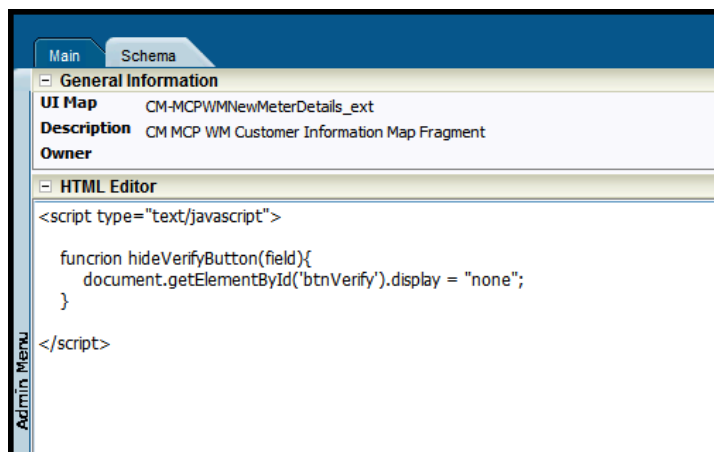 Main Schema
General Information
UI Map CM-MCPWMNewMeterDetails_ext
Description CM MCP WM Customer Information Map Fragment
Owner
HTML Editor
<script type="text/javascript">
funcrion hideVerifyButton(field){
document.getElementById('btnVerify').display = "none";
}
</script>
Admin Menu